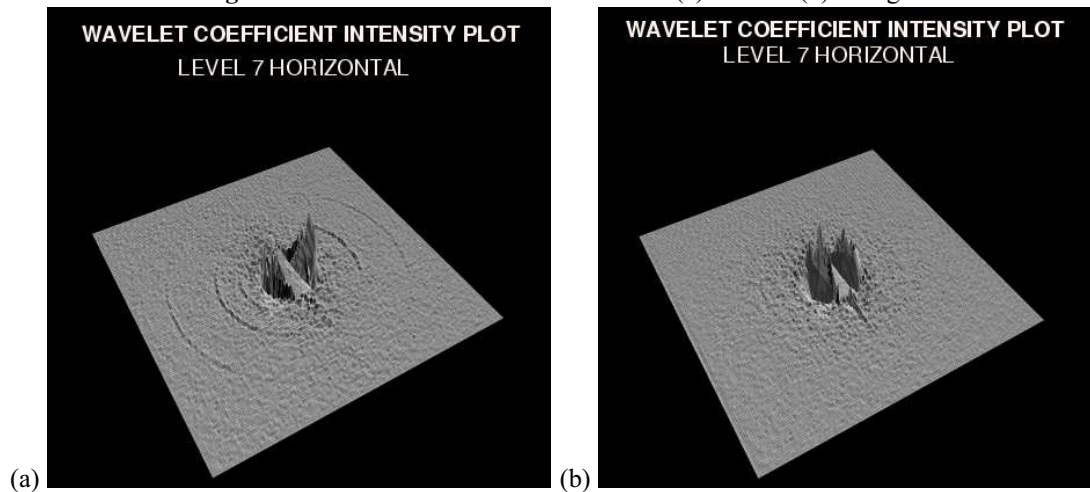 WAVELET COEFFICIENT INTENSITY PLOT
LEVEL 7 HORIZONTAL
(a)
WAVELET COEFFICIENT INTENSITY PLOT
LEVEL 7 HORIZONTAL
(b)